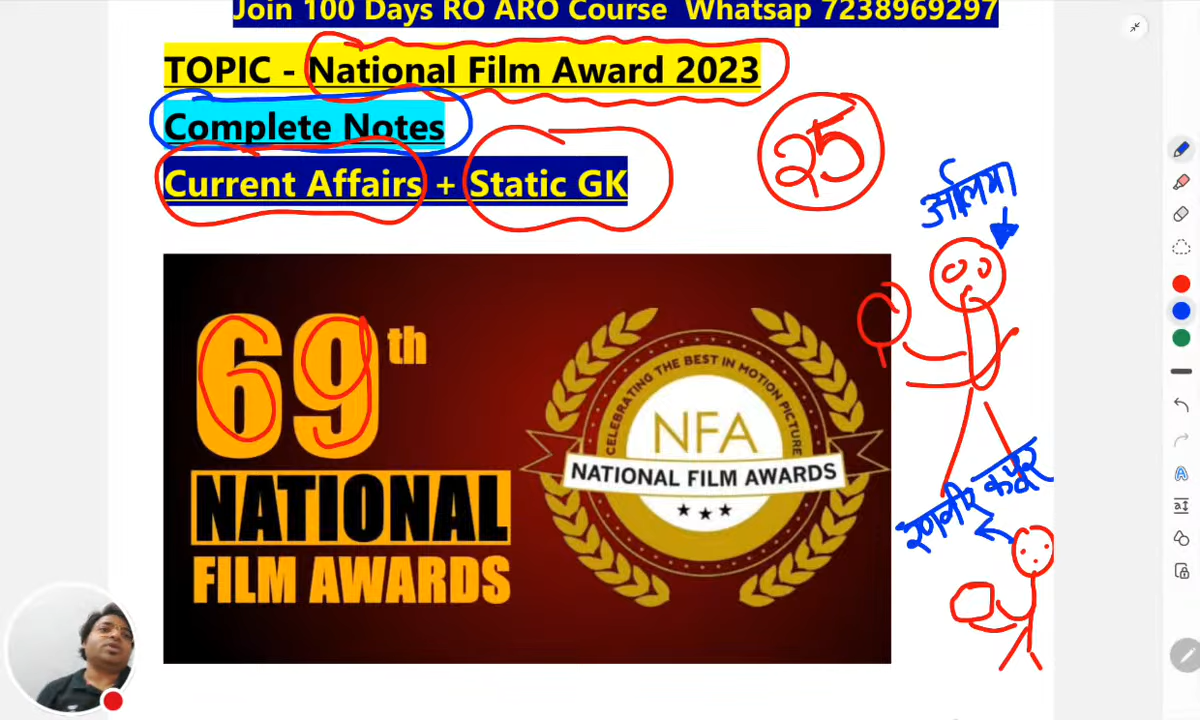 Join 100 Days RO ARO Course Whatsap 7238969297
TOPIC - National Film Award 2023
Complete Notes
Current Affairs + Static GK
25
आलिया
69th
NATIONAL
FILM AWARDS
CELEBRATING THE BEST IN MOTION PICTURE
NFA
NATIONAL FILM AWARDS
रणबीर कपूर